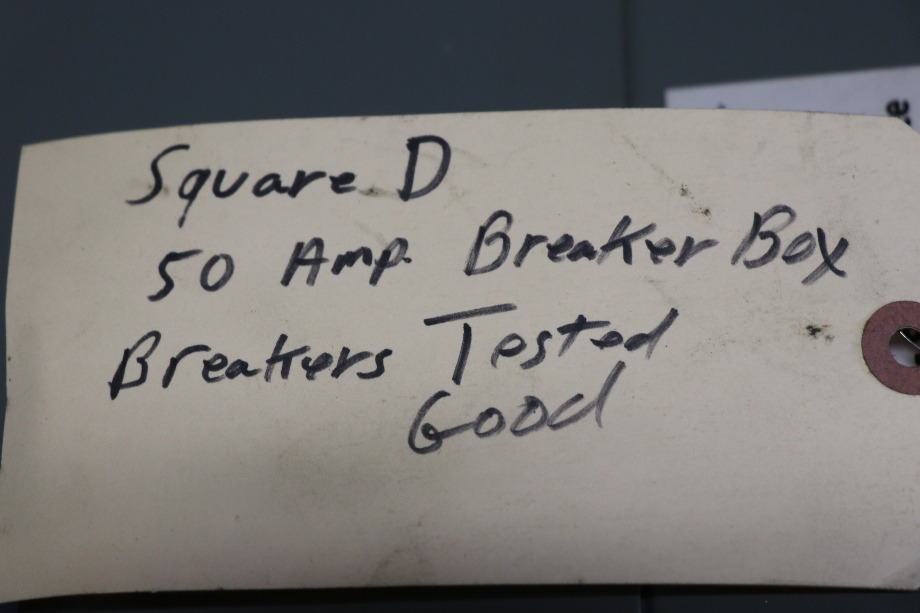 Square D
50 Amp. Breaker Box
Breakers Tested
Good